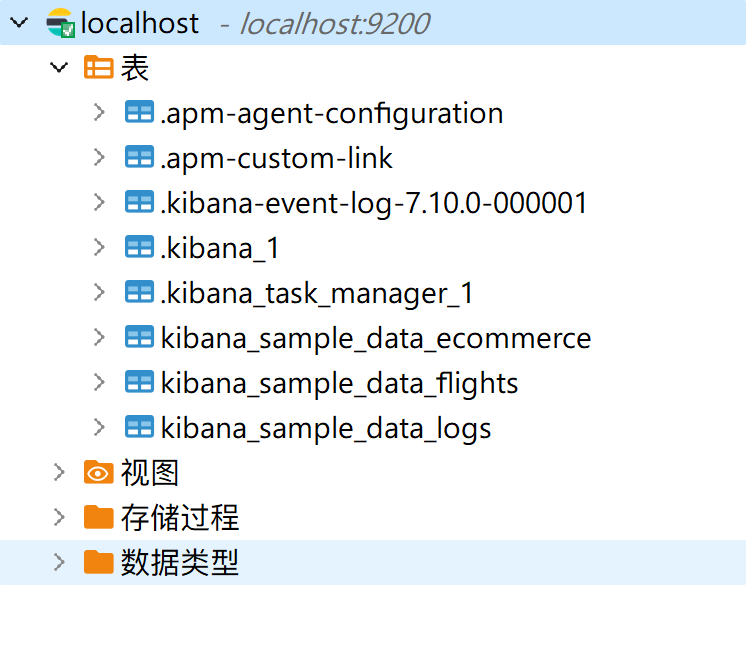 localhost - localhost:9200
表
.apm-agent-configuration
.apm-custom-link
.kibana-event-log-7.10.0-000001
.kibana_1
.kibana_task_manager_1
kibana_sample_data_ecommerce
kibana_sample_data_flights
kibana_sample_data_logs
视图
存储过程
数据类型